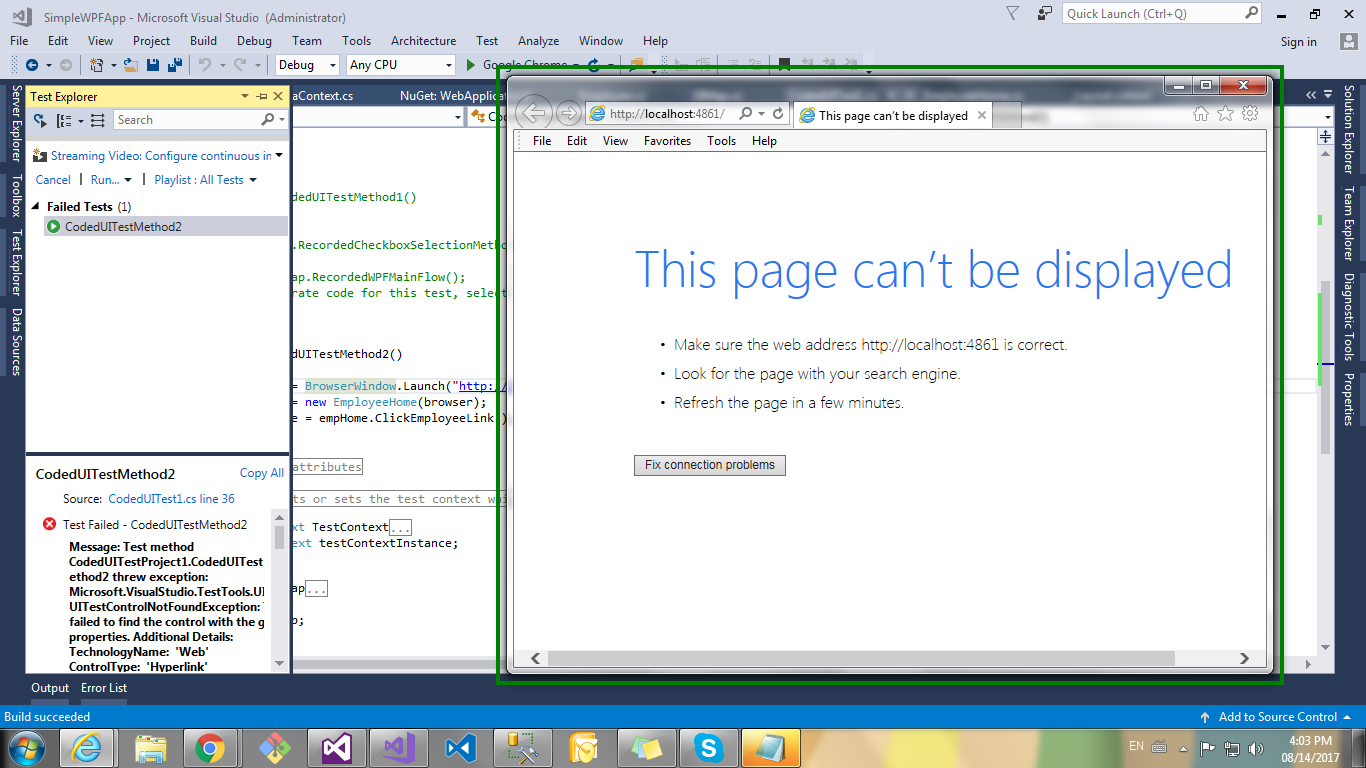 SimpleWPFApp - Microsoft Visual Studio (Administrator)
Quick Launch (Ctrl+Q)
File Edit View Project Build Debug Team Tools Architecture Test Analyze Window Help
Sign in
Debug Any CPU Google Chrome
Server Explorer
Toolbox
Test Explorer
Data Sources
Test Explorer
Search
Streaming Video: Configure continuous in
Cancel | Run... | Playlist : All Tests
Failed Tests (1)
CodedUITestMethod2
CodedUITestMethod2 Copy All
Source: CodedUITest1.cs line 36
Test Failed - CodedUITestMethod2
Message: Test method
CodedUITestProject1.CodedUITest
ethod2 threw exception:
Microsoft.VisualStudio.TestTools.UI
UITestControlNotFoundException:
failed to find the control with the g
properties. Additional Details:
TechnologyName: 'Web'
ControlType: 'Hyperlink'
aContext.cs NuGet: WebApplicat
Cod
dedUITestMethod1()
.RecordedCheckboxSelectionMetho
ap.RecordedWPFMainFlow();
rate code for this test, select
dUITestMethod2()
= BrowserWindow.Launch("http://
= new EmployeeHome(browser);
e = empHome.ClickEmployeeLink
attributes
ts or sets the test context whi
xt TestContext...
ext testContextInstance;
ap...
p;
http://localhost:4861/
This page can't be displayed
File Edit View Favorites Tools Help
This page can't be displayed
• Make sure the web address http://localhost:4861 is correct.
• Look for the page with your search engine.
• Refresh the page in a few minutes.
Fix connection problems
Solution Explorer
Team Explorer
Diagnostic Tools
Properties
Output Error List
Build succeeded
Add to Source Control
EN
4:03 PM
08/14/2017